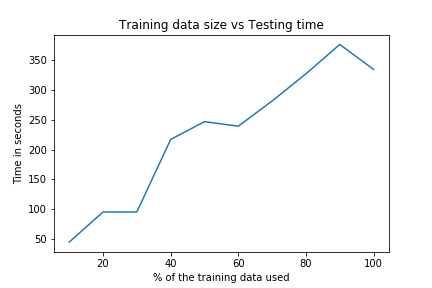 Training data size vs Testing time
Time in seconds
350
300
250
200
150
100
50
20 40 60 80 100
% of the training data used